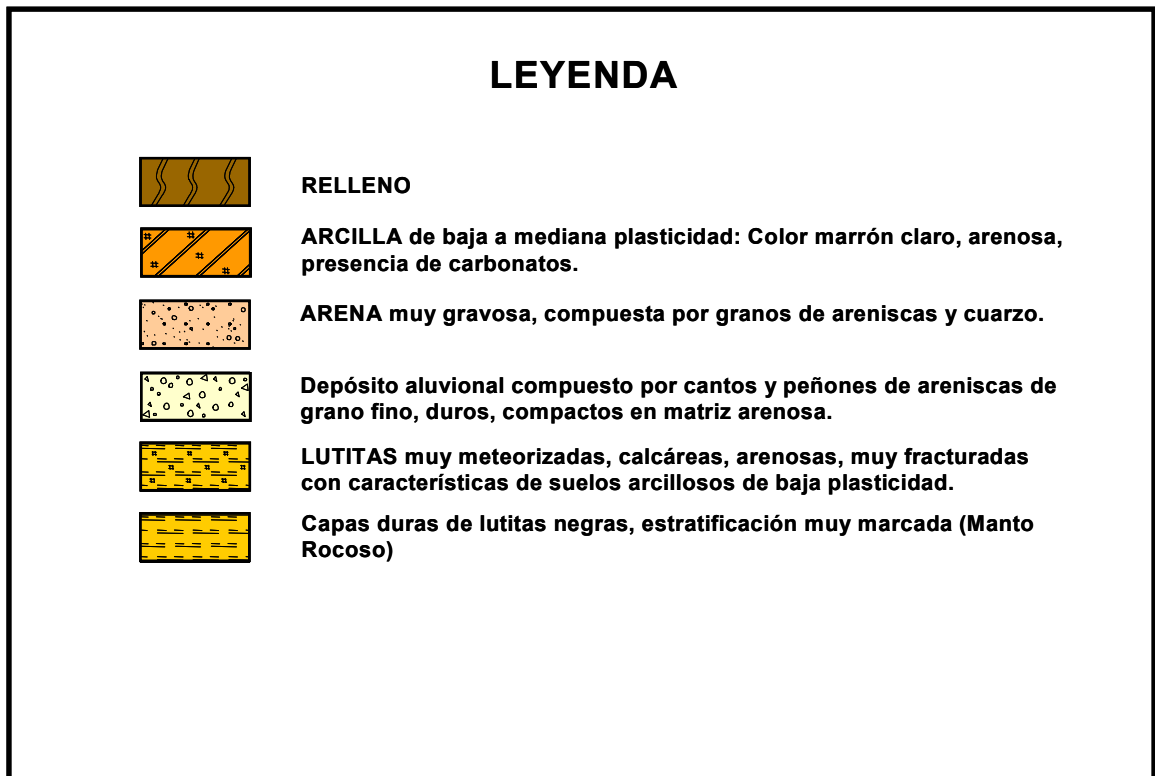 LEYENDA
RELLENO
ARCILLA de baja a mediana plasticidad: Color marrón claro, arenosa,
presencia de carbonatos.
ARENA muy gravosa, compuesta por granos de areniscas y cuarzo.
Depósito aluvional compuesto por cantos y peñones de areniscas de
grano fino, duros, compactos en matriz arenosa.
LUTITAS muy meteorizadas, calcáreas, arenosas, muy fracturadas
con características de suelos arcillosos de baja plasticidad.
Capas duras de lutitas negras, estratificación muy marcada (Manto
Rocoso)